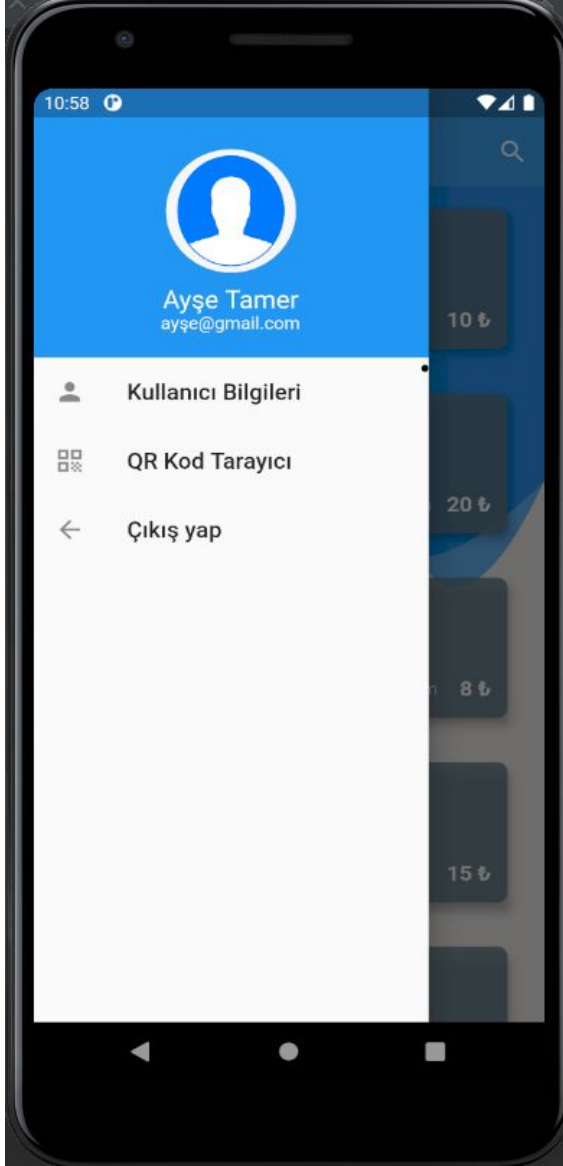 10:58
Ayşe Tamer
ayşe@gmail.com
10 ₺
Kullanıcı Bilgileri
QR Kod Tarayıcı
20 ₺
Çıkış yap
8 ₺
15 ₺